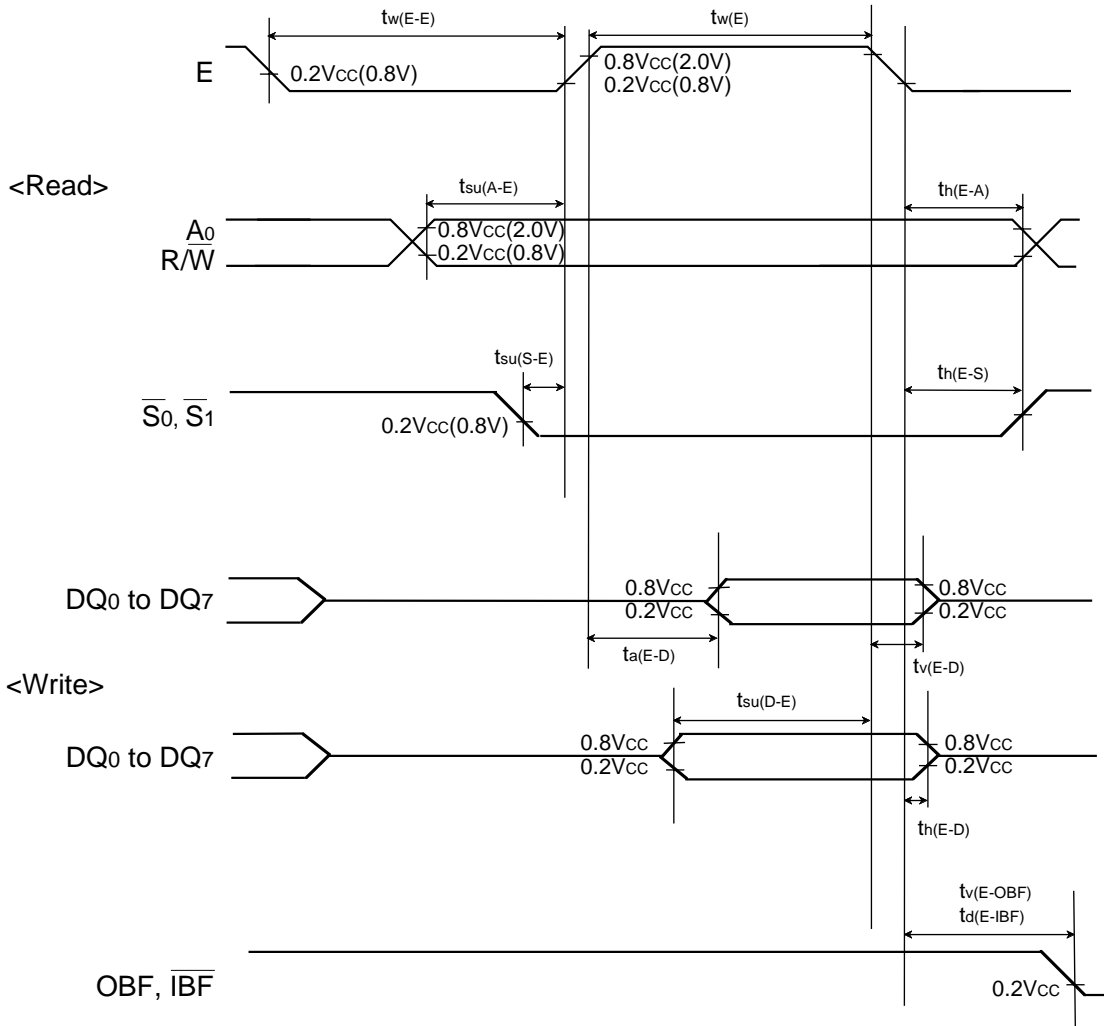 tw(E-E)
tw(E)
E
0.2VCC(0.8V)
0.8VCC(2.0V)
0.2VCC(0.8V)
<Read>
tsu(A-E)
th(E-A)
A0
R/W̅
0.8VCC(2.0V)
0.2VCC(0.8V)
tsu(S-E)
th(E-S)
S̅0, S̅1
0.2VCC(0.8V)
DQ0 to DQ7
0.8VCC
0.2VCC
0.8VCC
0.2VCC
ta(E-D)
tv(E-D)
<Write>
tsu(D-E)
DQ0 to DQ7
0.8VCC
0.2VCC
0.8VCC
0.2VCC
th(E-D)
tv(E-OBF)
td(E-IBF)
OBF, I̅B̅F̅
0.2VCC